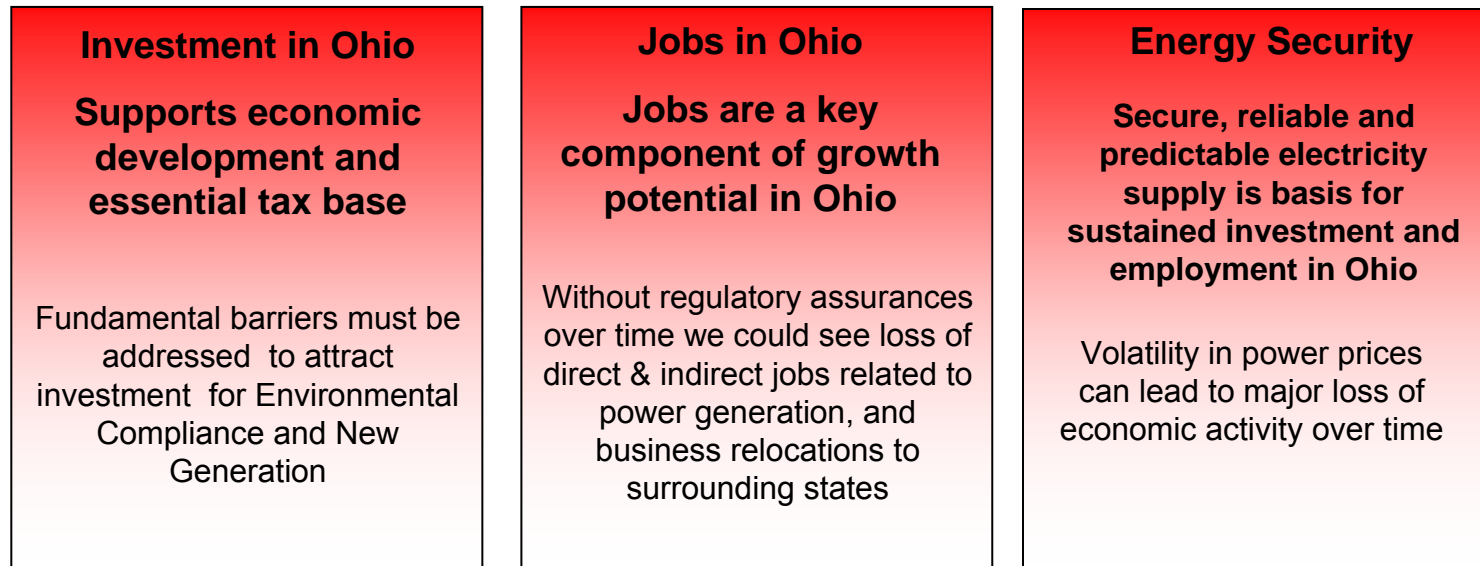 Investment in Ohio
Supports economic
development and
essential tax base
Fundamental barriers must be
addressed to attract
investment for Environmental
Compliance and New
Generation
Jobs in Ohio
Jobs are a key
component of growth
potential in Ohio
Without regulatory assurances
over time we could see loss of
direct & indirect jobs related to
power generation, and
business relocations to
surrounding states
Energy Security
Secure, reliable and
predictable electricity
supply is basis for
sustained investment and
employment in Ohio
Volatility in power prices
can lead to major loss of
economic activity over time